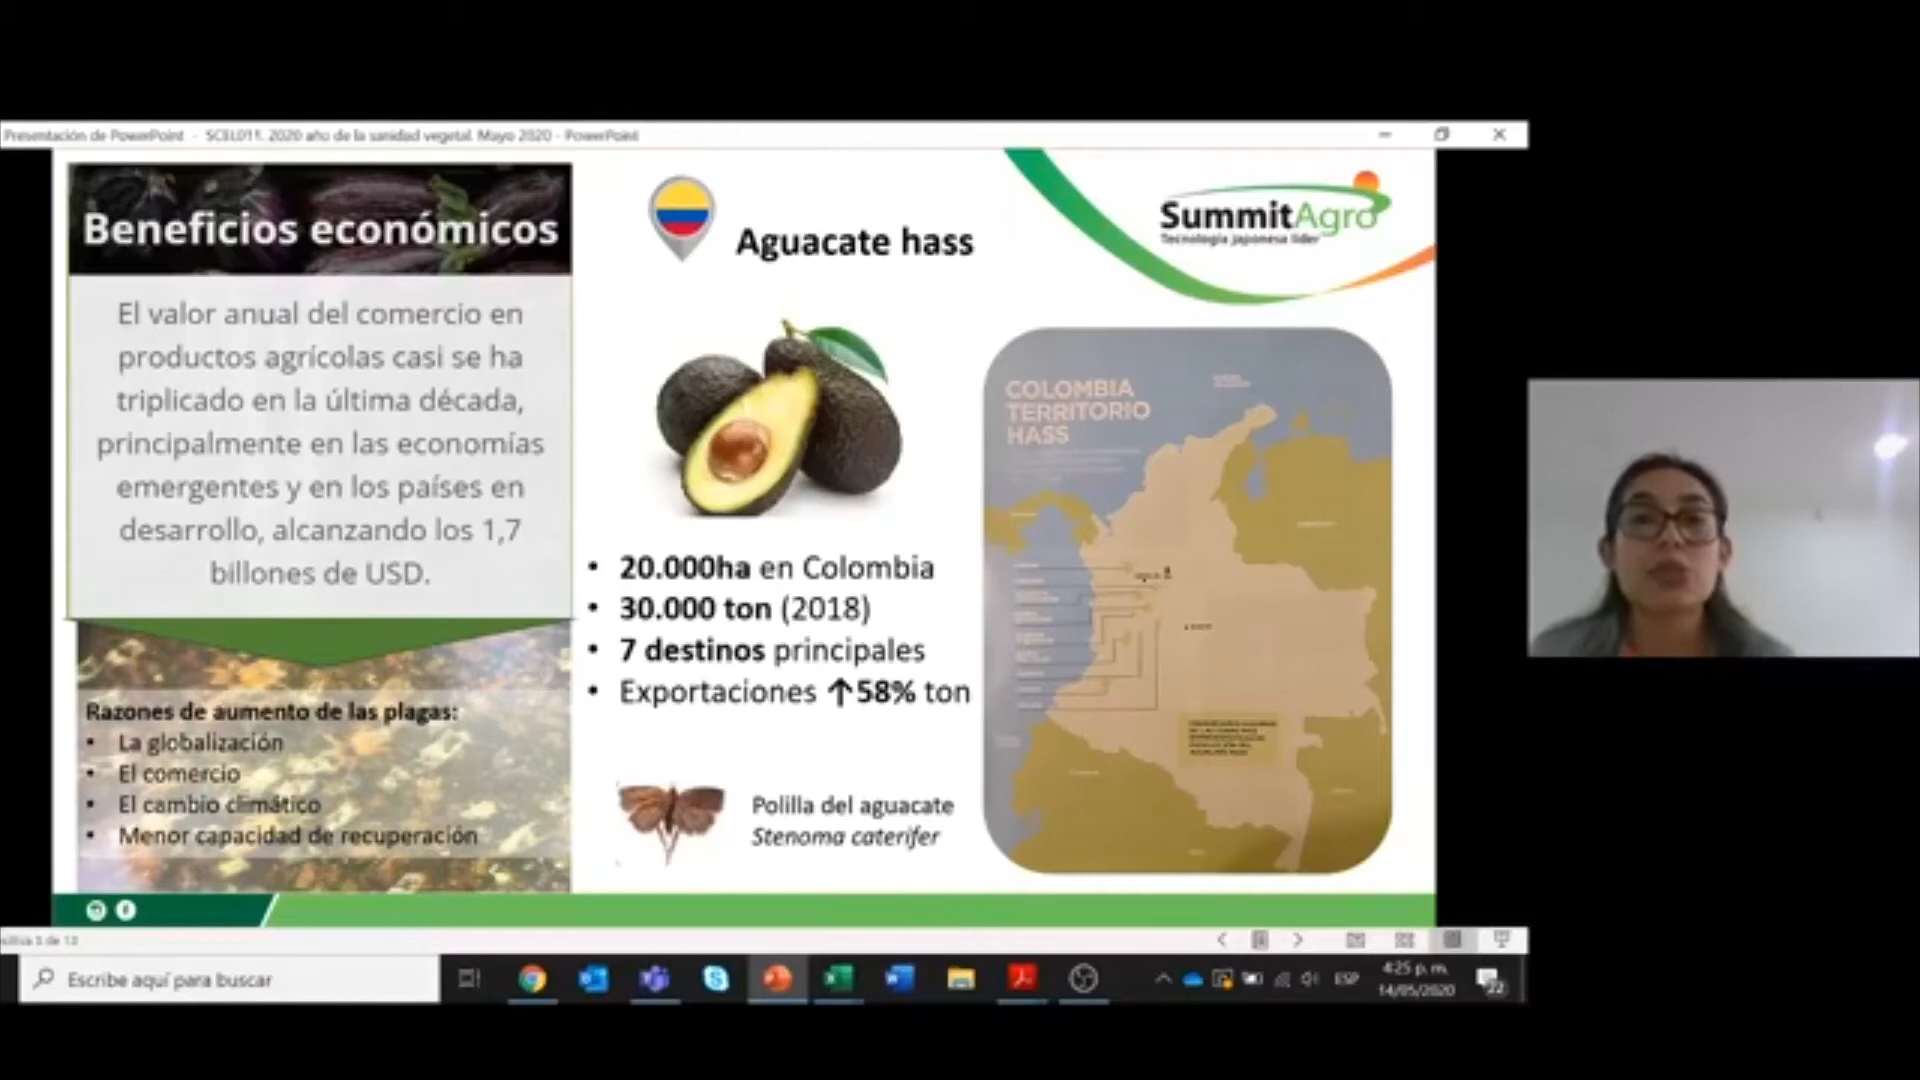 Presentación de PowerPoint - SCEL011. 2020 año de la sanidad vegetal. Mayo 2020 - PowerPoint
Beneficios económicos
El valor anual del comercio en
productos agrícolas casi se ha
triplicado en la última década,
principalmente en las economías
emergentes y en los países en
desarrollo, alcanzando los 1,7
billones de USD.
Razones de aumento de las plagas:
• La globalización
• El comercio
• El cambio climático
• Menor capacidad de recuperación
Aguacate hass
• 20.000ha en Colombia
• 30.000 ton (2018)
• 7 destinos principales
• Exportaciones ↑58% ton
Polilla del aguacate
Stenoma caterifer
SummitAgro
Tecnología japonesa líder
COLOMBIA
TERRITORIO
HASS
5 de 13
Escribe aquí para buscar
ESP
4:25 p. m.
14/05/2020
22